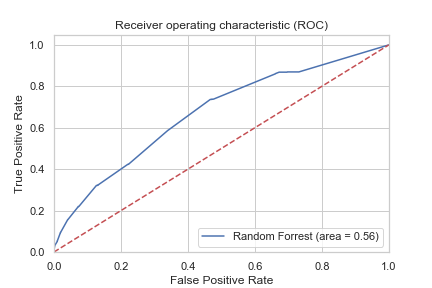 Receiver operating characteristic (ROC)
True Positive Rate
1.0
0.8
0.6
0.4
0.2
0.0
0.0 0.2 0.4 0.6 0.8 1.0
False Positive Rate
Random Forrest (area = 0.56)